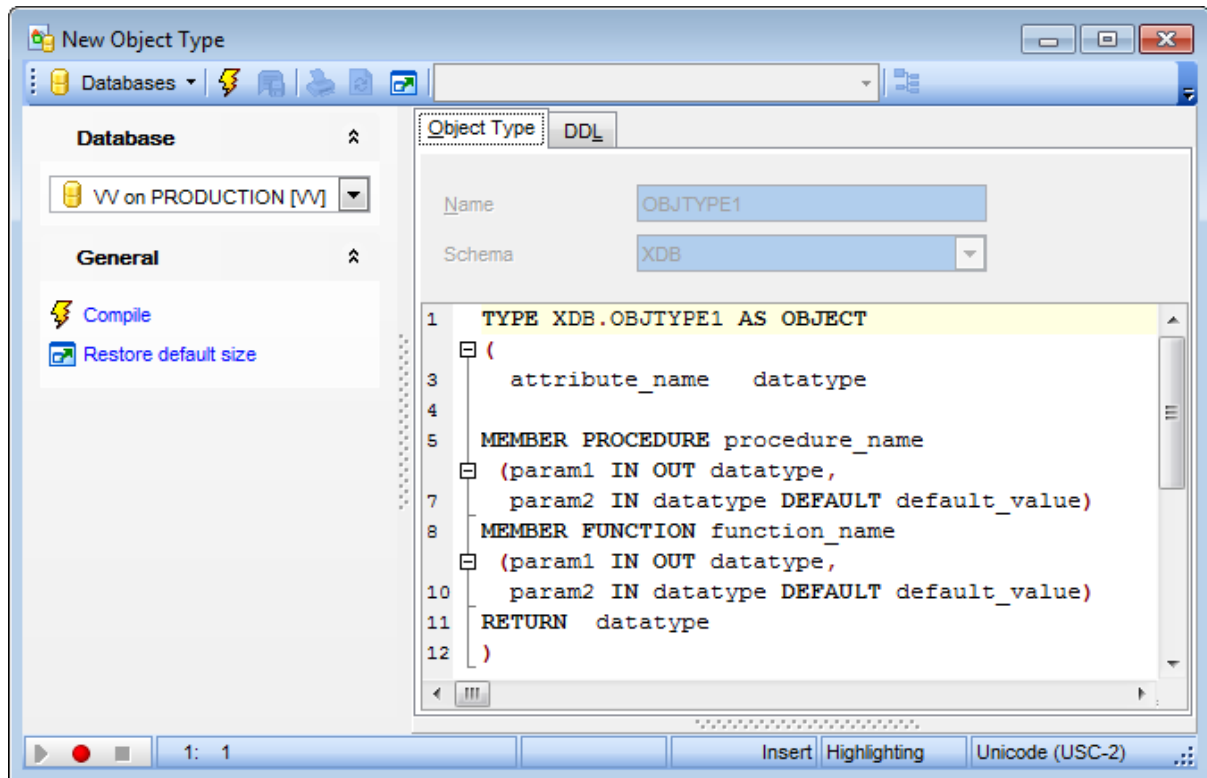 New Object Type
Databases
Database
VV on PRODUCTION [VV]
General
Compile
Restore default size
Object Type DDL
Name OBJTYPE1
Schema XDB
1 TYPE XDB.OBJTYPE1 AS OBJECT
(
3 attribute_name datatype
4
5 MEMBER PROCEDURE procedure_name
(param1 IN OUT datatype,
7 param2 IN datatype DEFAULT default_value)
8 MEMBER FUNCTION function_name
(param1 IN OUT datatype,
10 param2 IN datatype DEFAULT default_value)
11 RETURN datatype
12 )
1: 1 Insert Highlighting Unicode (USC-2)